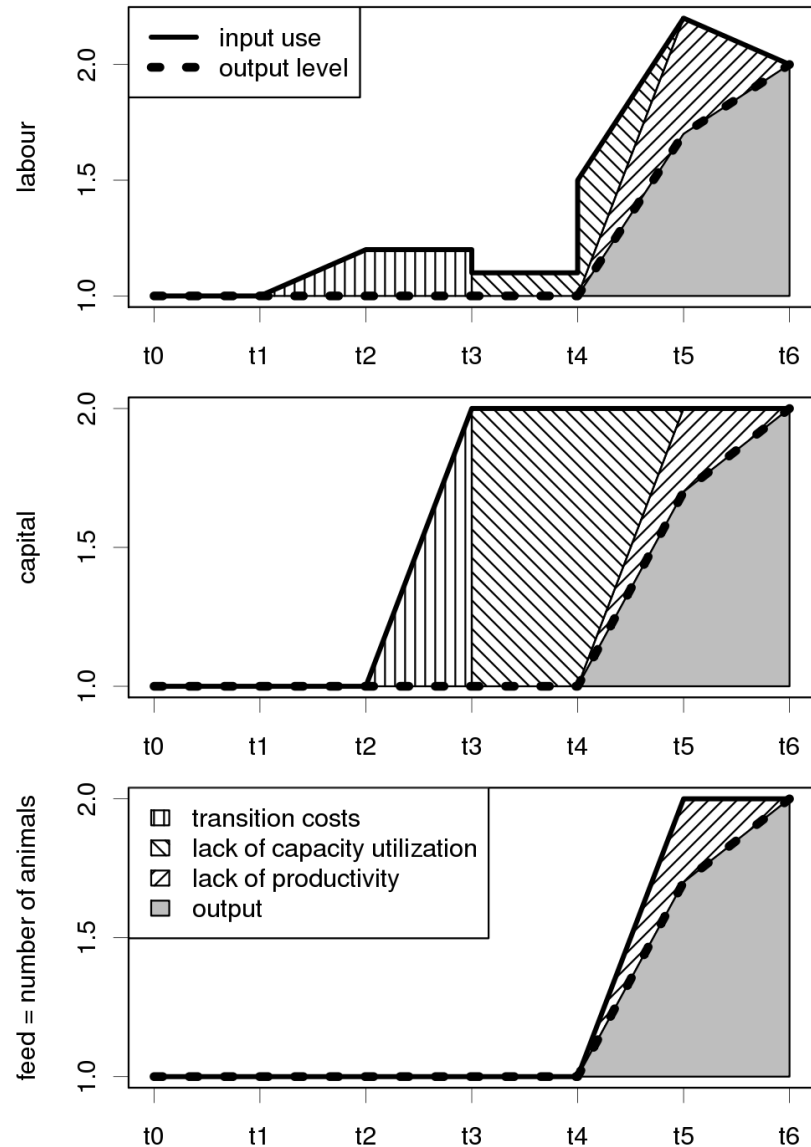 input use
output level
labour
2.0
1.5
1.0
t0 t1 t2 t3 t4 t5 t6
capital
2.0
1.5
1.0
t0 t1 t2 t3 t4 t5 t6
transition costs
lack of capacity utilization
lack of productivity
output
feed = number of animals
2.0
1.5
1.0
t0 t1 t2 t3 t4 t5 t6